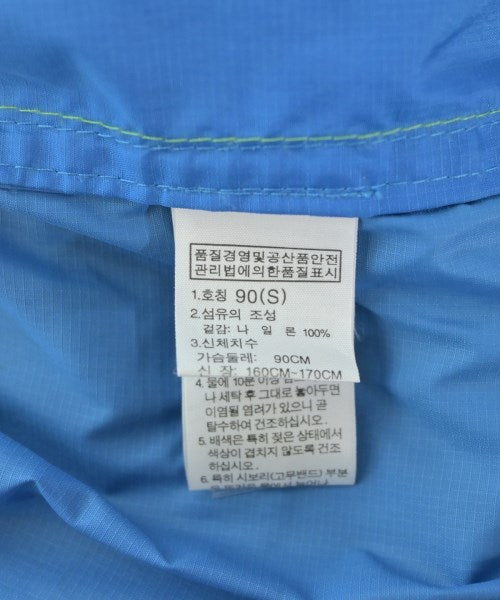 품질경영및공산품안전
관리법에의한품질표시
1.호칭 90(S)
2.섬유의 조성
겉감: 나 일 론 100%
3.신체치수
가슴둘레: 90CM
신 장: 160CM~170CM
4. 물에 10분 이상
나 세탁 후 그대로 놓아두면
이염될 염려가 있으니 곧
탈수하여 건조하십시오.
5. 배색은 특히 젖은 상태에서
색상이 겹치지 않도록 건조
하십시오.
6. 특히 시보리(고무밴드) 부분